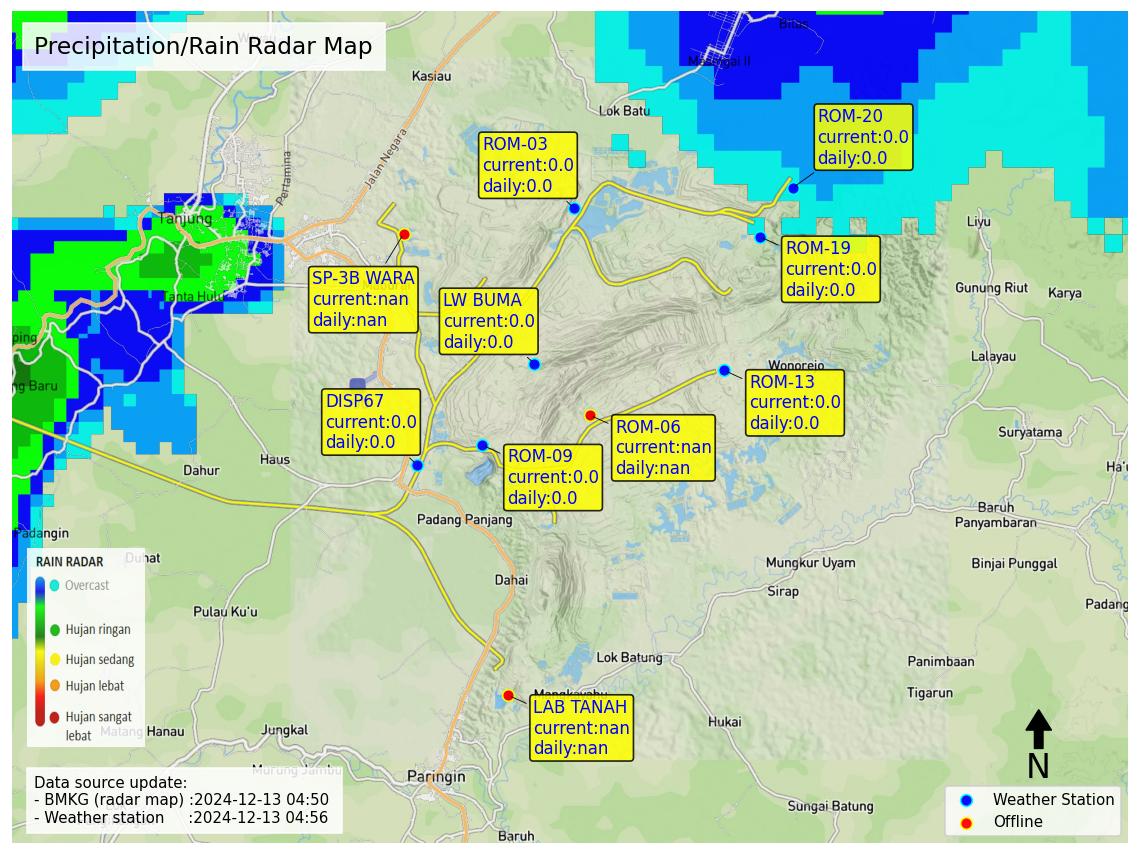 Precipitation/Rain Radar Map
Bilas
Masingai II
Kasiau
Lok Batu
Jalan Negara
Pertamina
ROM-20
current:0.0
daily:0.0
ROM-03
current:0.0
daily:0.0
Tanjung
Liyu
ROM-19
current:0.0
daily:0.0
SP-3B WARA
current:nan
daily:nan
LW BUMA
current:0.0
daily:0.0
Tanta Hulu
Gunung Riut
Karya
ping
Lalayau
Wonorejo
ng Baru
ROM-13
current:0.0
daily:0.0
DISP67
current:0.0
daily:0.0
ROM-06
current:nan
daily:nan
Suryatama
ROM-09
current:0.0
daily:0.0
Haus
Dahur
Ha'u
Baruh
Panyambaran
Padang Panjang
Padangin
Duhat
Mungkur Uyam
Binjai Punggal
Dahai
Sirap
Padang
Pulau Ku'u
RAIN RADAR
Overcast
Hujan ringan
Hujan sedang
Hujan lebat
Hujan sangat
lebat
Lok Batung
Panimbaan
Tigarun
Mangkayahu
LAB TANAH
current:nan
daily:nan
Hukai
Matang Hanau
Jungkal
Murung Jambu
Paringin
Sungai Batung
Baruh
N
Data source update:
- BMKG (radar map) :2024-12-13 04:50
- Weather station :2024-12-13 04:56
Weather Station
Offline